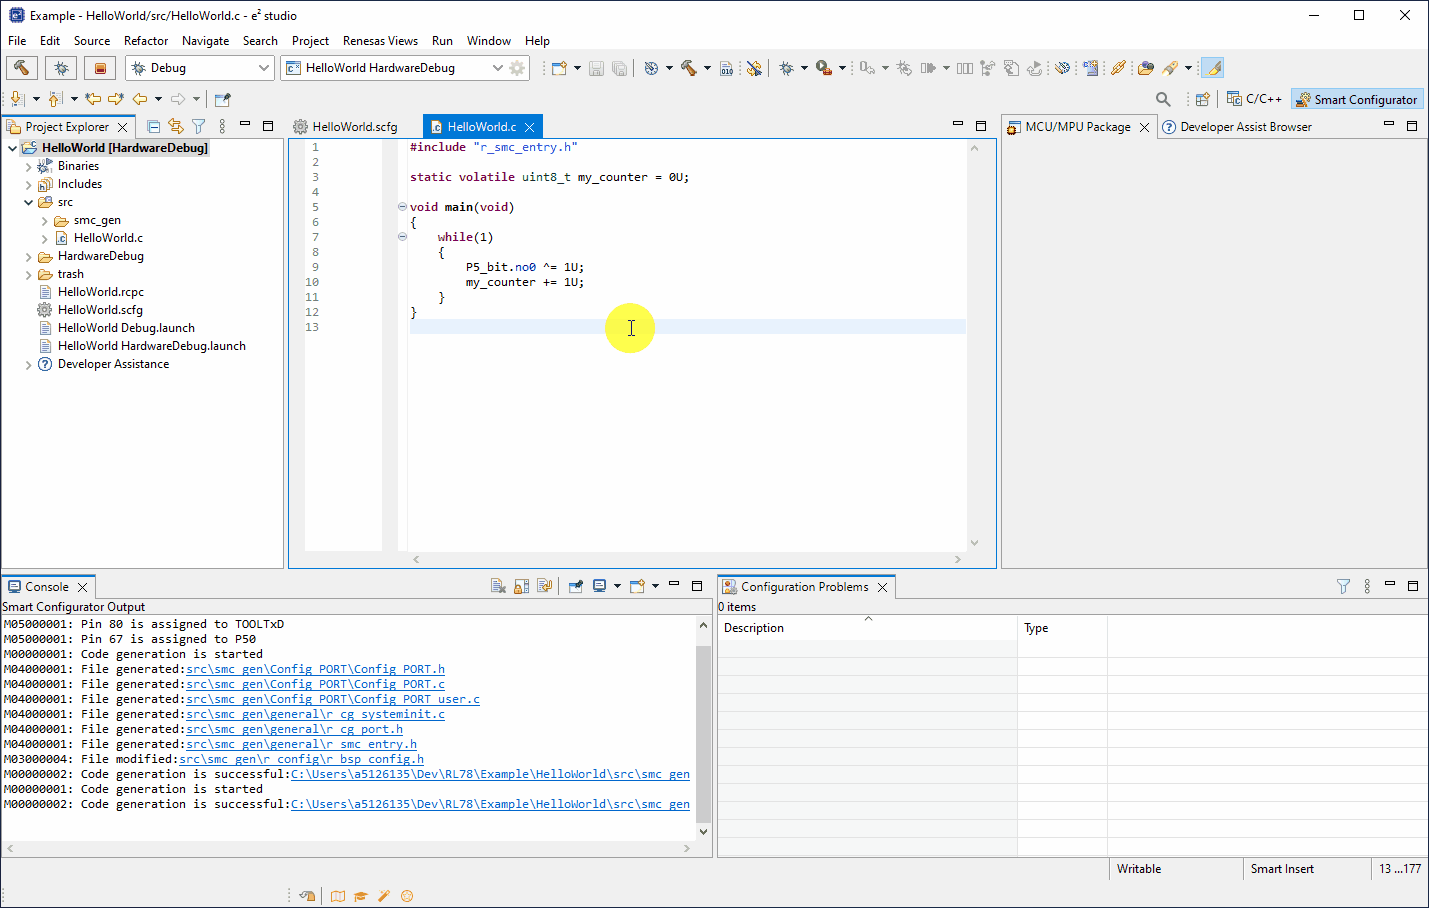 Example - HelloWorld/src/HelloWorld.c - e² studio
File Edit Source Refactor Navigate Search Project Renesas Views Run Window Help
Debug
HelloWorld HardwareDebug
C/C++
Smart Configurator
Project Explorer
HelloWorld [HardwareDebug]
Binaries
Includes
src
smc_gen
HelloWorld.c
HardwareDebug
trash
HelloWorld.rcpc
HelloWorld.scfg
HelloWorld Debug.launch
HelloWorld HardwareDebug.launch
Developer Assistance
HelloWorld.scfg
HelloWorld.c
1 #include "r_smc_entry.h"
2
3 static volatile uint8_t my_counter = 0U;
4
5 void main(void)
6 {
7 while(1)
8 {
9 P5_bit.no0 ^= 1U;
10 my_counter += 1U;
11 }
12 }
13
MCU/MPU Package
Developer Assist Browser
Console
Smart Configurator Output
M05000001: Pin 80 is assigned to TOOLTxD
M05000001: Pin 67 is assigned to P50
M00000001: Code generation is started
M04000001: File generated:src\smc_gen\Config_PORT\Config_PORT.h
M04000001: File generated:src\smc_gen\Config_PORT\Config_PORT.c
M04000001: File generated:src\smc_gen\Config_PORT\Config_PORT_user.c
M04000001: File generated:src\smc_gen\general\r_cg_systeminit.c
M04000001: File generated:src\smc_gen\general\r_cg_port.h
M04000001: File generated:src\smc_gen\general\r_smc_entry.h
M03000004: File modified:src\smc_gen\r_config\r_bsp_config.h
M00000002: Code generation is successful:C:\Users\a5126135\Dev\RL78\Example\HelloWorld\src\smc_gen
M00000001: Code generation is started
M00000002: Code generation is successful:C:\Users\a5126135\Dev\RL78\Example\HelloWorld\src\smc_gen
Configuration Problems
0 items
Description Type
Writable
Smart Insert
13 ...177